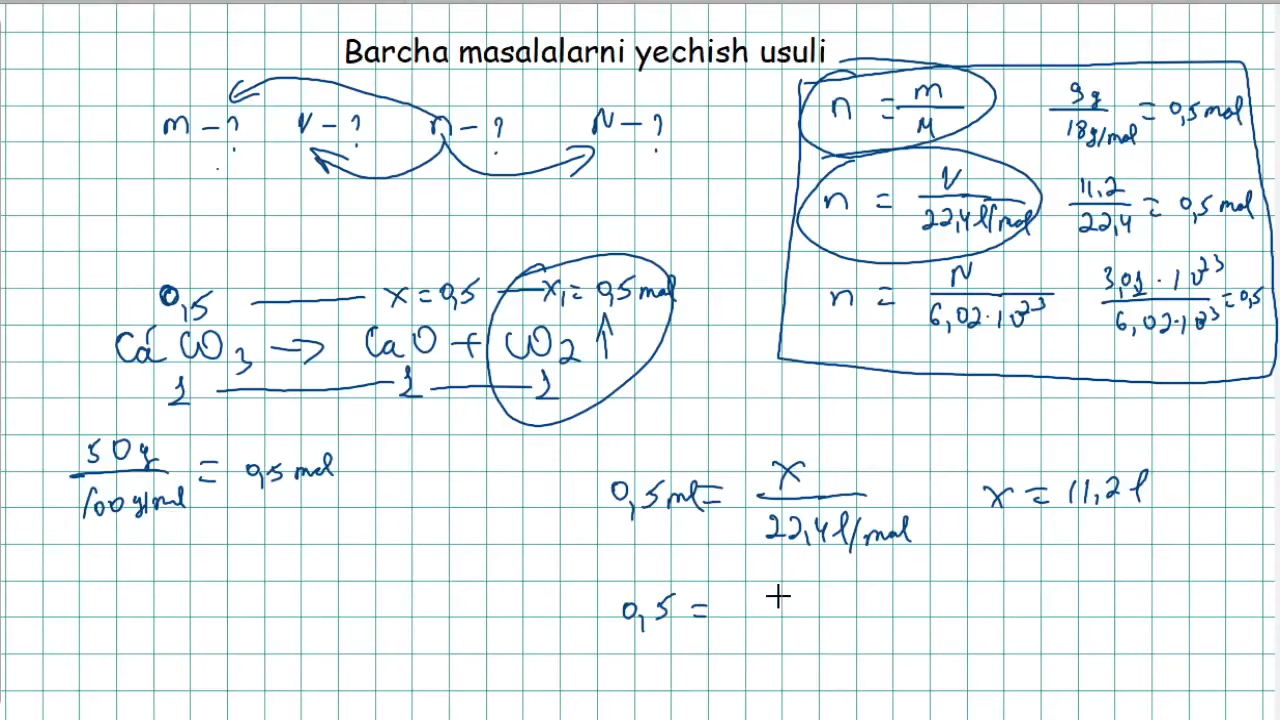 Barcha masalalarni yechish usuli
m - ? V - ? n - ? N - ?
n = m/M 9g/18g/mol = 0,5 mol
n = V/22,4 l/mol 11,2/22,4 = 0,5 mol
n = N/6,02·10²³ 3,01·10²³/6,02·10²³ = 0,5
0,5 — x = 0,5 — x₁ = 0,5 mol
CaCO₃ → CaO + CO₂ ↑
1 — 1 — 1
50g/100g/mol = 0,5 mol
0,5 ml = x/22,4 l/mol x = 11,2 l
0,5 =